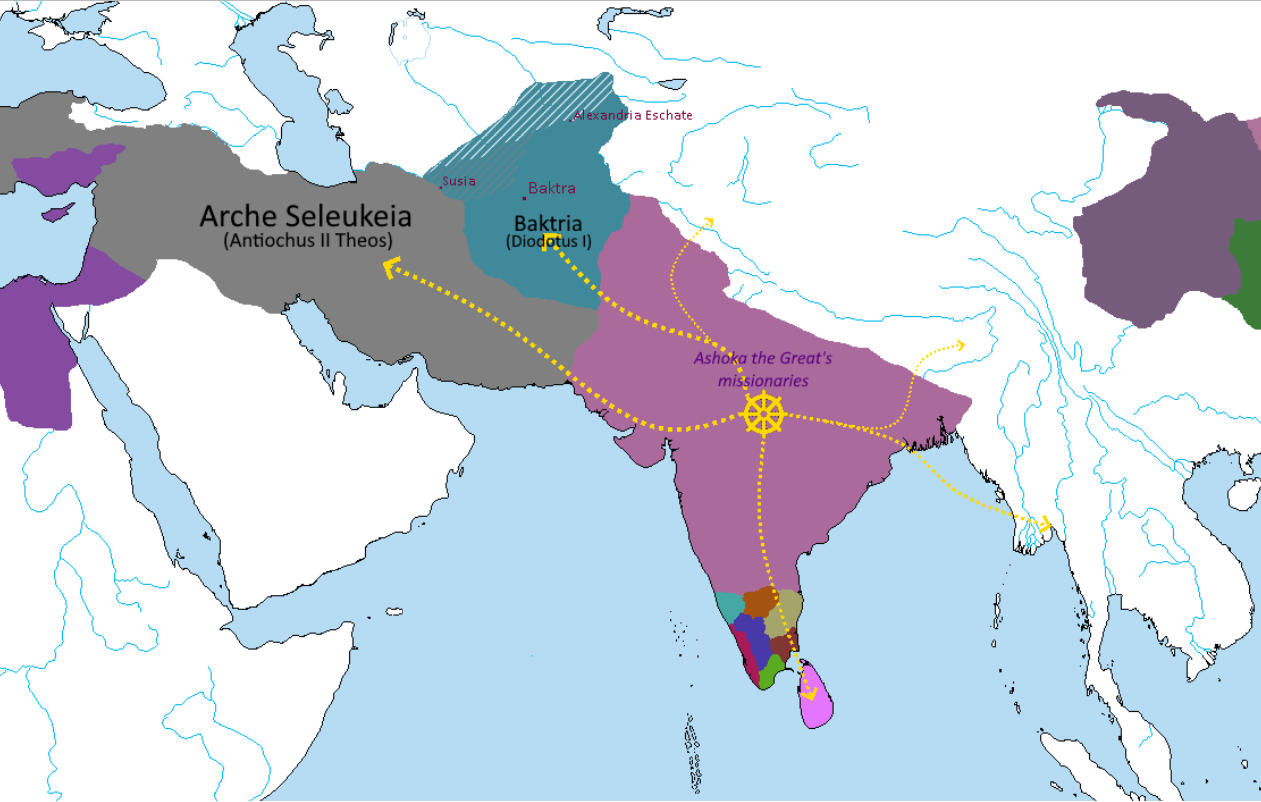 Alexandria Eschate
Susia
Baktra
Arche Seleukeia
(Antiochus II Theos)
Baktria
(Diodotus I)
Ashoka the Great's
missionaries